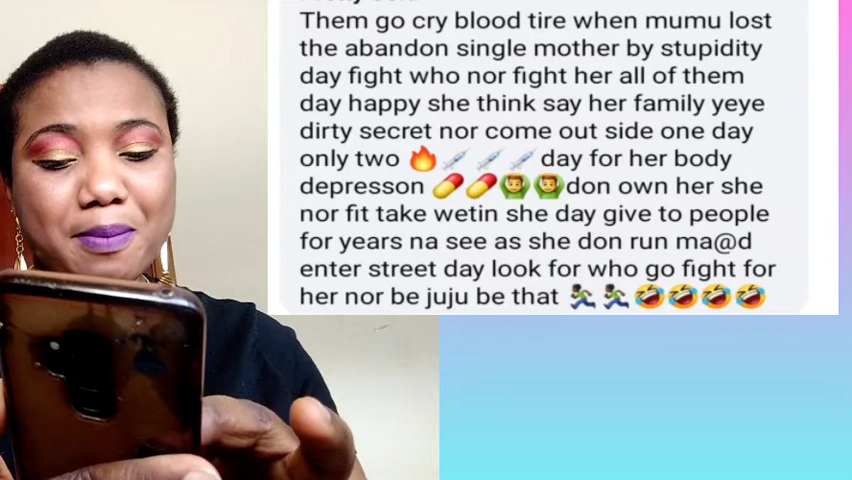 Them go cry blood tire when mumu lost
the abandon single mother by stupidity
day fight who nor fight her all of them
day happy she think say her family yeye
dirty secret nor come out side one day
only two 🔥💉💉💉 day for her body
depresson 💊💊🙆‍♂️🙆‍♂️don own her she
nor fit take wetin she day give to people
for years na see as she don run ma@d
enter street day look for who go fight for
her nor be juju be that 🏃🏿‍♂️🏃🏿‍♂️🤣🤣🤣🤣